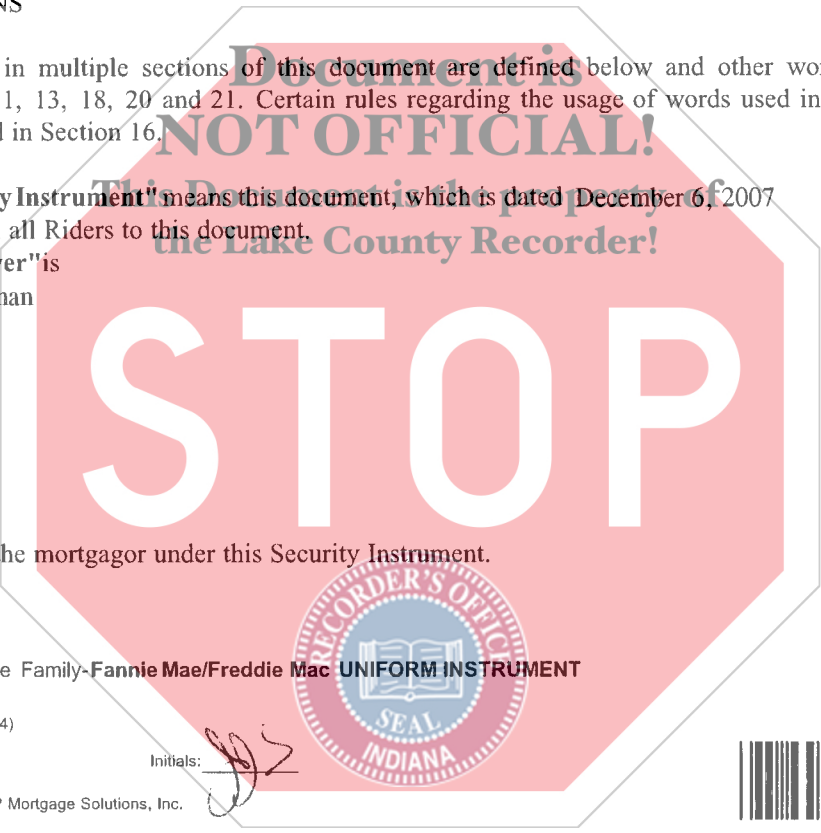 NS
Document is
in multiple sections of this document are defined below and other wo
1, 13, 18, 20 and 21. Certain rules regarding the usage of words used in
d in Section 16.
NOT OFFICIAL!
This Document is the property of
y Instrument" means this document, which is dated December 6, 2007
all Riders to this document.
the Lake County Recorder!
er" is
nan
STOP
he mortgagor under this Security Instrument.
RECORDER'S OFFICE
SEAL
INDIANA
e Family-Fannie Mae/Freddie Mac UNIFORM INSTRUMENT
4)
Initials:
P Mortgage Solutions, Inc.